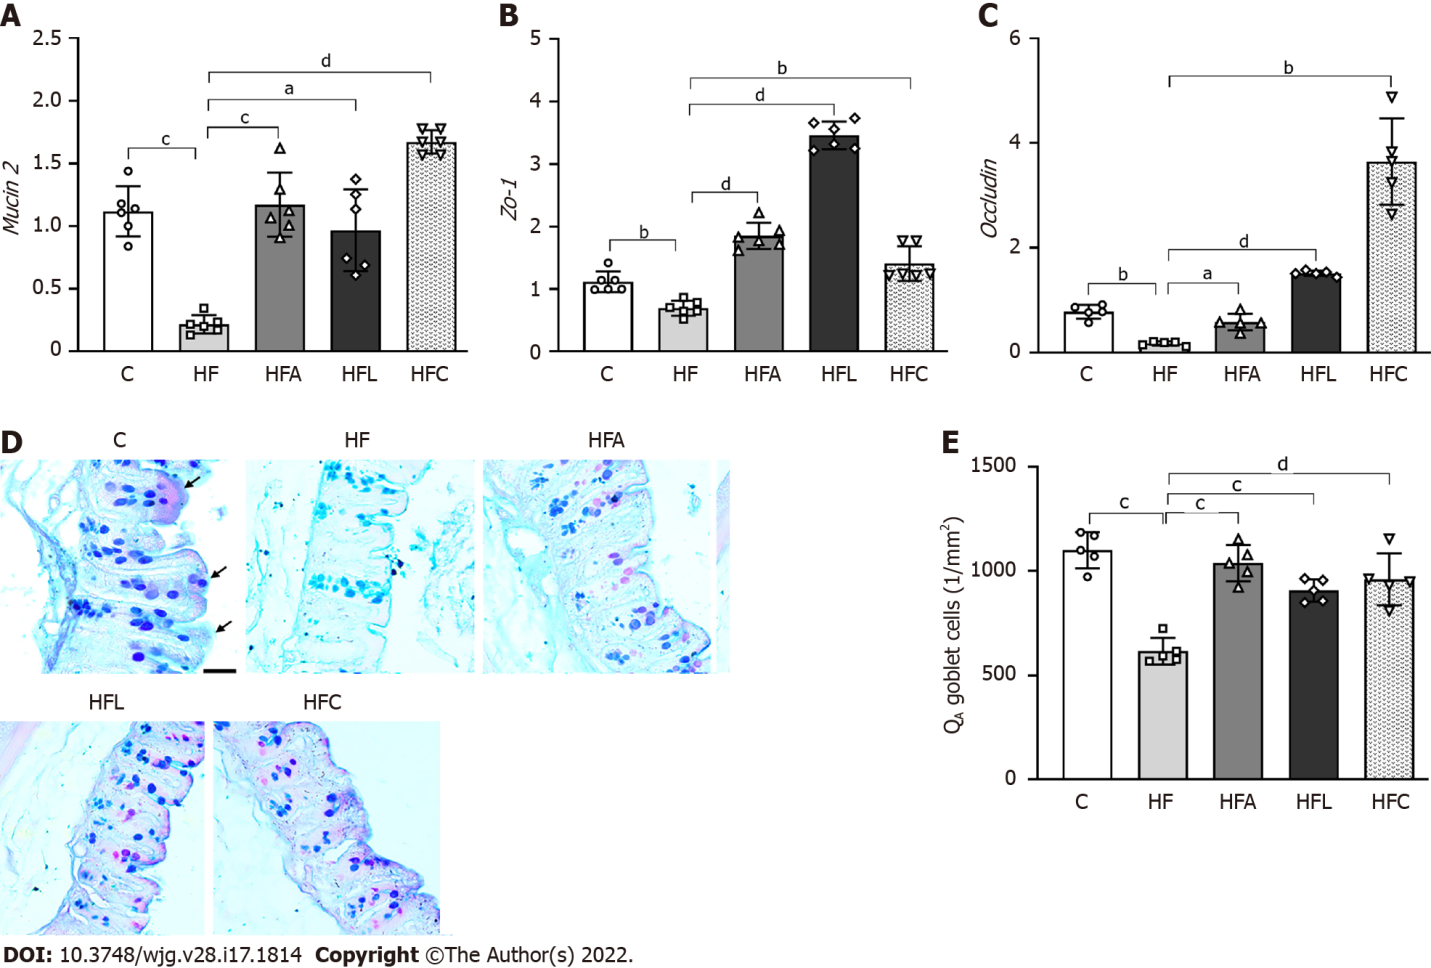 A
Mucin 2
2.5
2.0
1.5
1.0
0.5
0
c
c
a
d
C HF HFA HFL HFC
B
Zo-1
5
4
3
2
1
0
b
d
d
b
C HF HFA HFL HFC
C
Occludin
6
4
2
0
b
a
d
b
C HF HFA HFL HFC
D
C HF HFA
HFL HFC
E
QA goblet cells (1/mm²)
1500
1000
500
0
c
c
c
d
C HF HFA HFL HFC
DOI: 10.3748/wjg.v28.i17.1814 Copyright ©The Author(s) 2022.